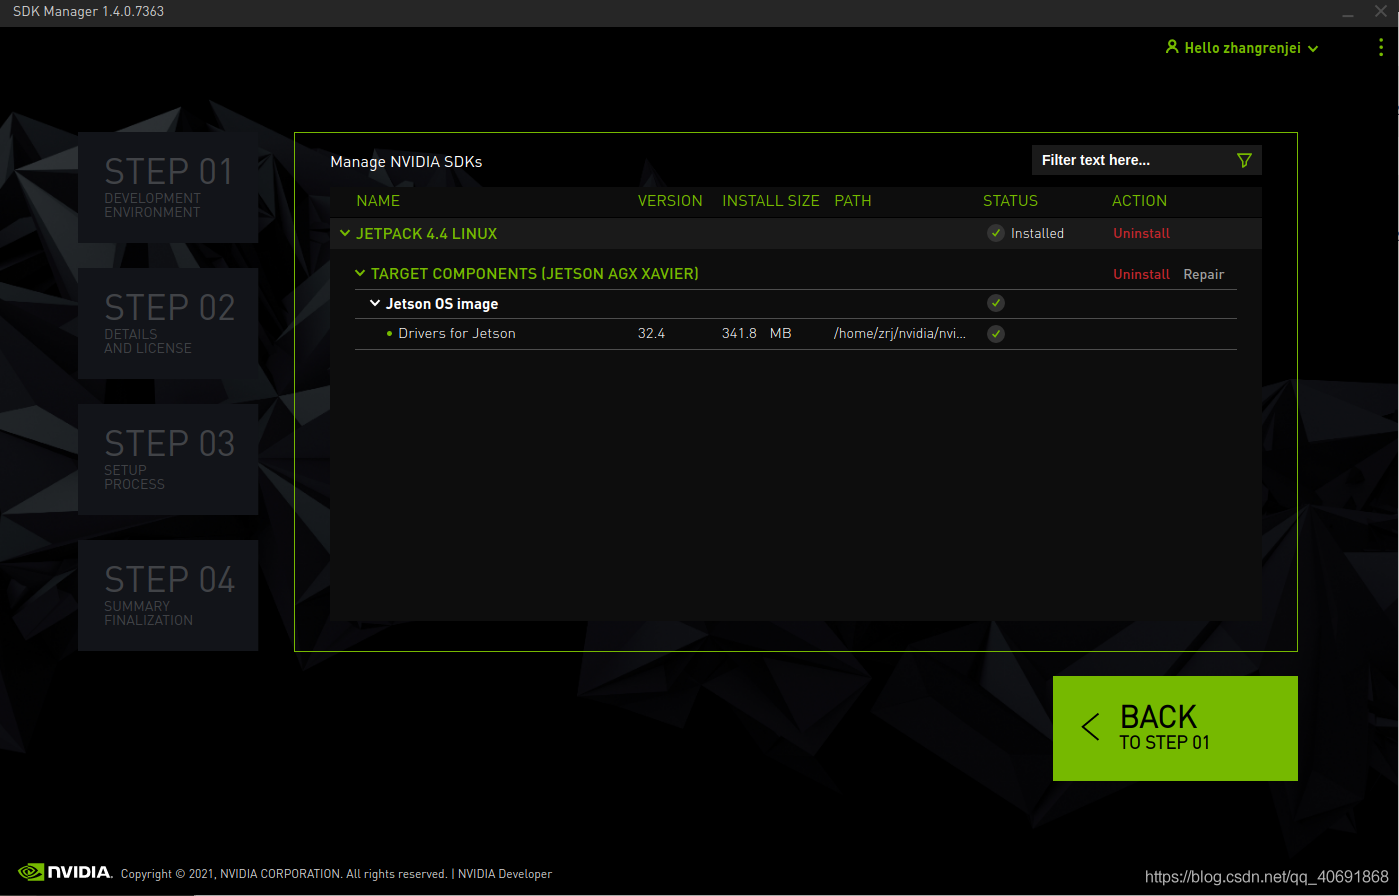 SDK Manager 1.4.0.7363
Hello zhangrenjei
STEP 01
DEVELOPMENT
ENVIRONMENT
STEP 02
DETAILS
AND LICENSE
STEP 03
SETUP
PROCESS
STEP 04
SUMMARY
FINALIZATION
Manage NVIDIA SDKs
Filter text here...
NAME VERSION INSTALL SIZE PATH STATUS ACTION
JETPACK 4.4 LINUX Installed Uninstall
TARGET COMPONENTS (JETSON AGX XAVIER) Uninstall Repair
Jetson OS image
Drivers for Jetson 32.4 341.8 MB /home/zrj/nvidia/nvi...
BACK
TO STEP 01
NVIDIA. Copyright © 2021, NVIDIA CORPORATION. All rights reserved. | NVIDIA Developer
https://blog.csdn.net/qq_40691868